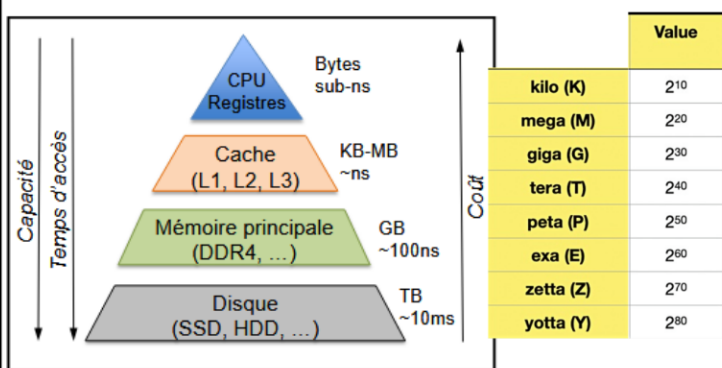 Capacité
Temps d'accès
CPU
Registres
Bytes
sub-ns
Cache
(L1, L2, L3)
KB-MB
~ns
Mémoire principale
(DDR4, ...)
GB
~100ns
Disque
(SSD, HDD, ...)
TB
~10ms
Coût
Value
kilo (K) 2¹⁰
mega (M) 2²⁰
giga (G) 2³⁰
tera (T) 2⁴⁰
peta (P) 2⁵⁰
exa (E) 2⁶⁰
zetta (Z) 2⁷⁰
yotta (Y) 2⁸⁰